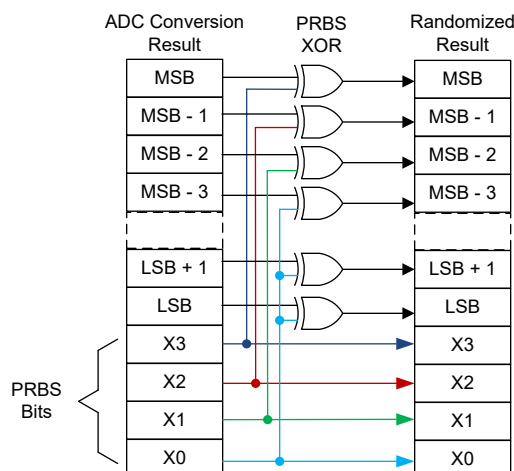 ADC Conversion
Result
PRBS
XOR
Randomized
Result
MSB
MSB
MSB - 1
MSB - 1
MSB - 2
MSB - 2
MSB - 3
MSB - 3
LSB + 1
LSB + 1
LSB
LSB
X3
X3
PRBS
Bits
X2
X2
X1
X1
X0
X0